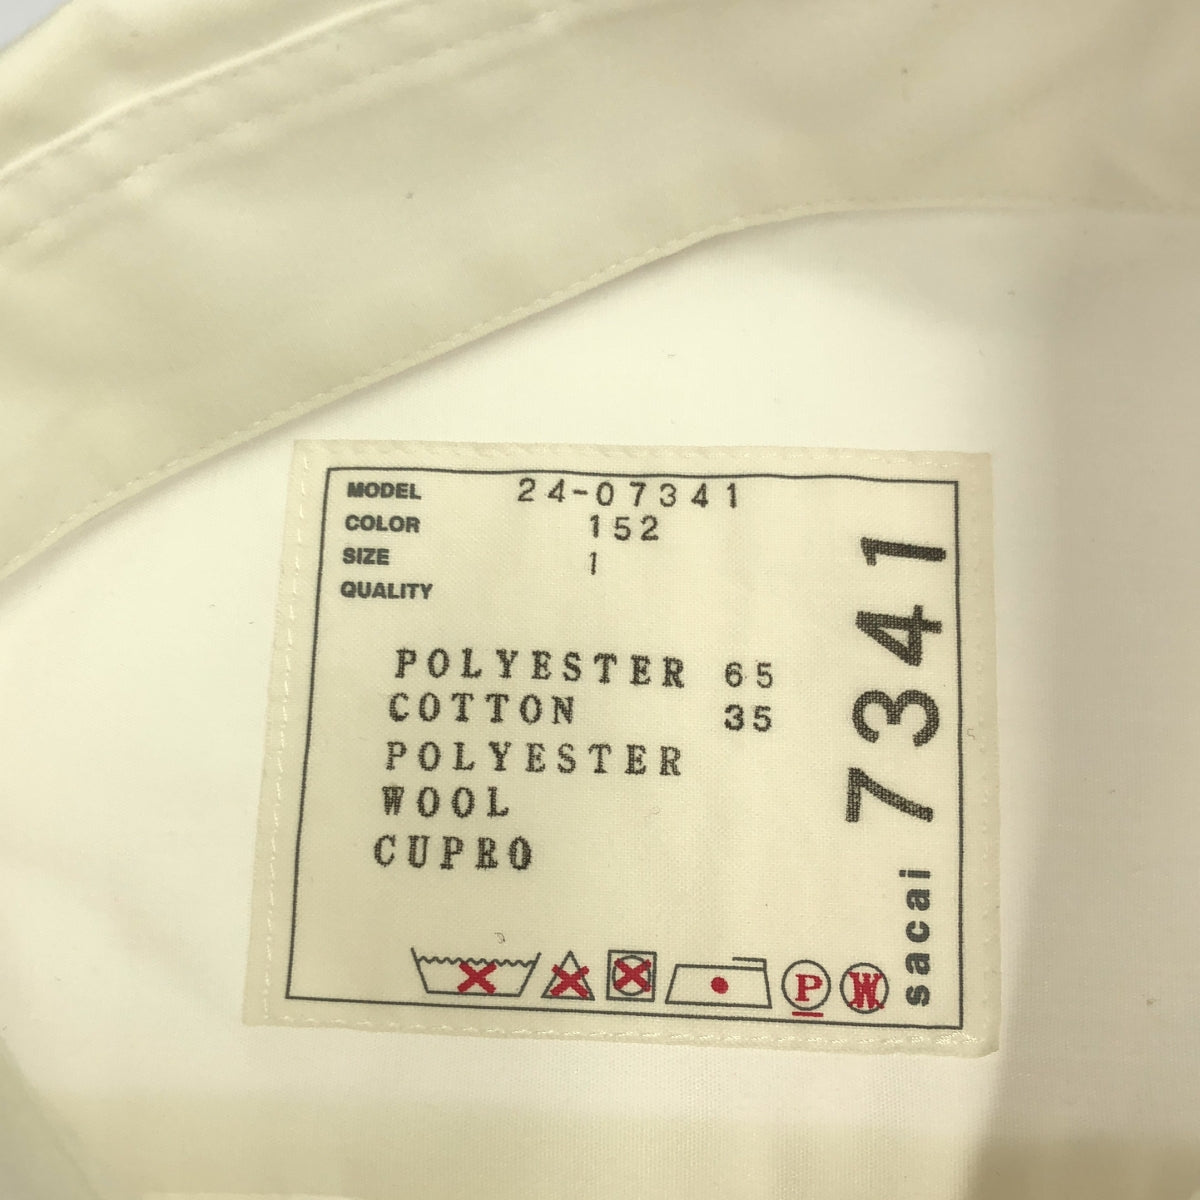 MODEL 24-07341
COLOR 152
SIZE 1
QUALITY
POLYESTER 65
COTTON 35
POLYESTER
WOOL
CUPRO
P
W
sacai 7341